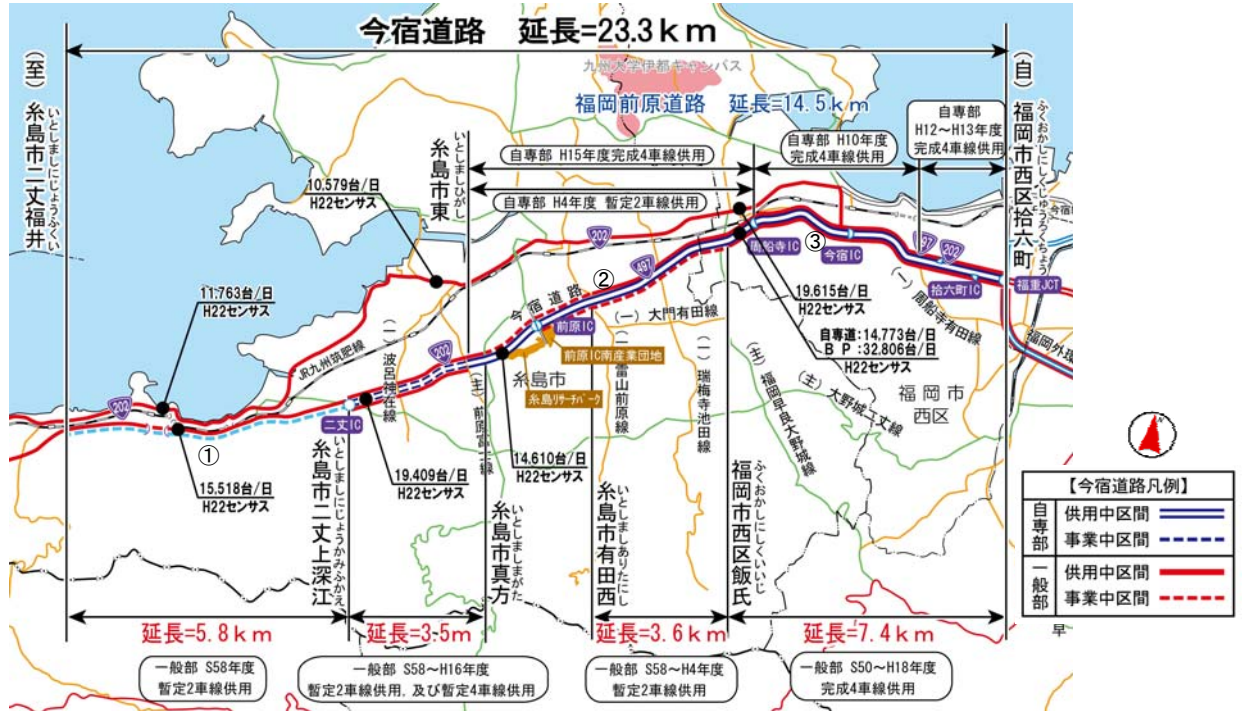 今宿道路 延長=23.3km
九州大学伊都キャンパス
福岡前原道路 延長=14.5km
(至)糸島市二丈福井
いとしまにじょうふくい
(自)福岡市西区拾六町
ふくおかしにしくじゅうろくちょう
糸島市東
いとしましひがし
自専部 H15年度完成4車線供用
自専部 H10年度
完成4車線供用
自専部
H12~H13年度
完成4車線供用
自専部 H4年度 暫定2車線供用
10.579台/日
H22センサス
11.763台/日
H22センサス
15.518台/日
H22センサス
19.409台/日
H22センサス
14.610台/日
H22センサス
19.615台/日
H22センサス
自専道:14.773台/日
BP:32.806台/日
H22センサス
202
202
202
497
497
202
①
②
③
周船寺IC
今宿IC
拾六町IC
福重JCT
前原IC
二丈IC
今宿
今宿道路
JR九州筑肥線
(一)波呂神在線
(主)前原富士線
前原IC南産業団地
糸島市
糸島リサーチパーク
(一)大門有田線
(一)雷山前原線
(一)瑞梅寺池田線
(主)福岡早良大野城線
(主)大野城二丈線
(一)周船寺有田線
福岡市
西区
福岡外環
早
糸島市二丈上深江
いとしましにじょうかみふかえ
糸島市真方
いとしましまがた
糸島市有田西
いとしましありたにし
福岡市西区飯氏
ふくおかしにしくいいじ
延長=5.8km
延長=3.5m
延長=3.6km
延長=7.4km
一般部 S58年度
暫定2車線供用
一般部 S58~H16年度
暫定2車線供用,及び暫定4車線供用
一般部 S58~H4年度
暫定2車線供用
一般部 S50~H18年度
完成4車線供用
N
【今宿道路凡例】
自専部
供用中区間
事業中区間
一般部
供用中区間
事業中区間